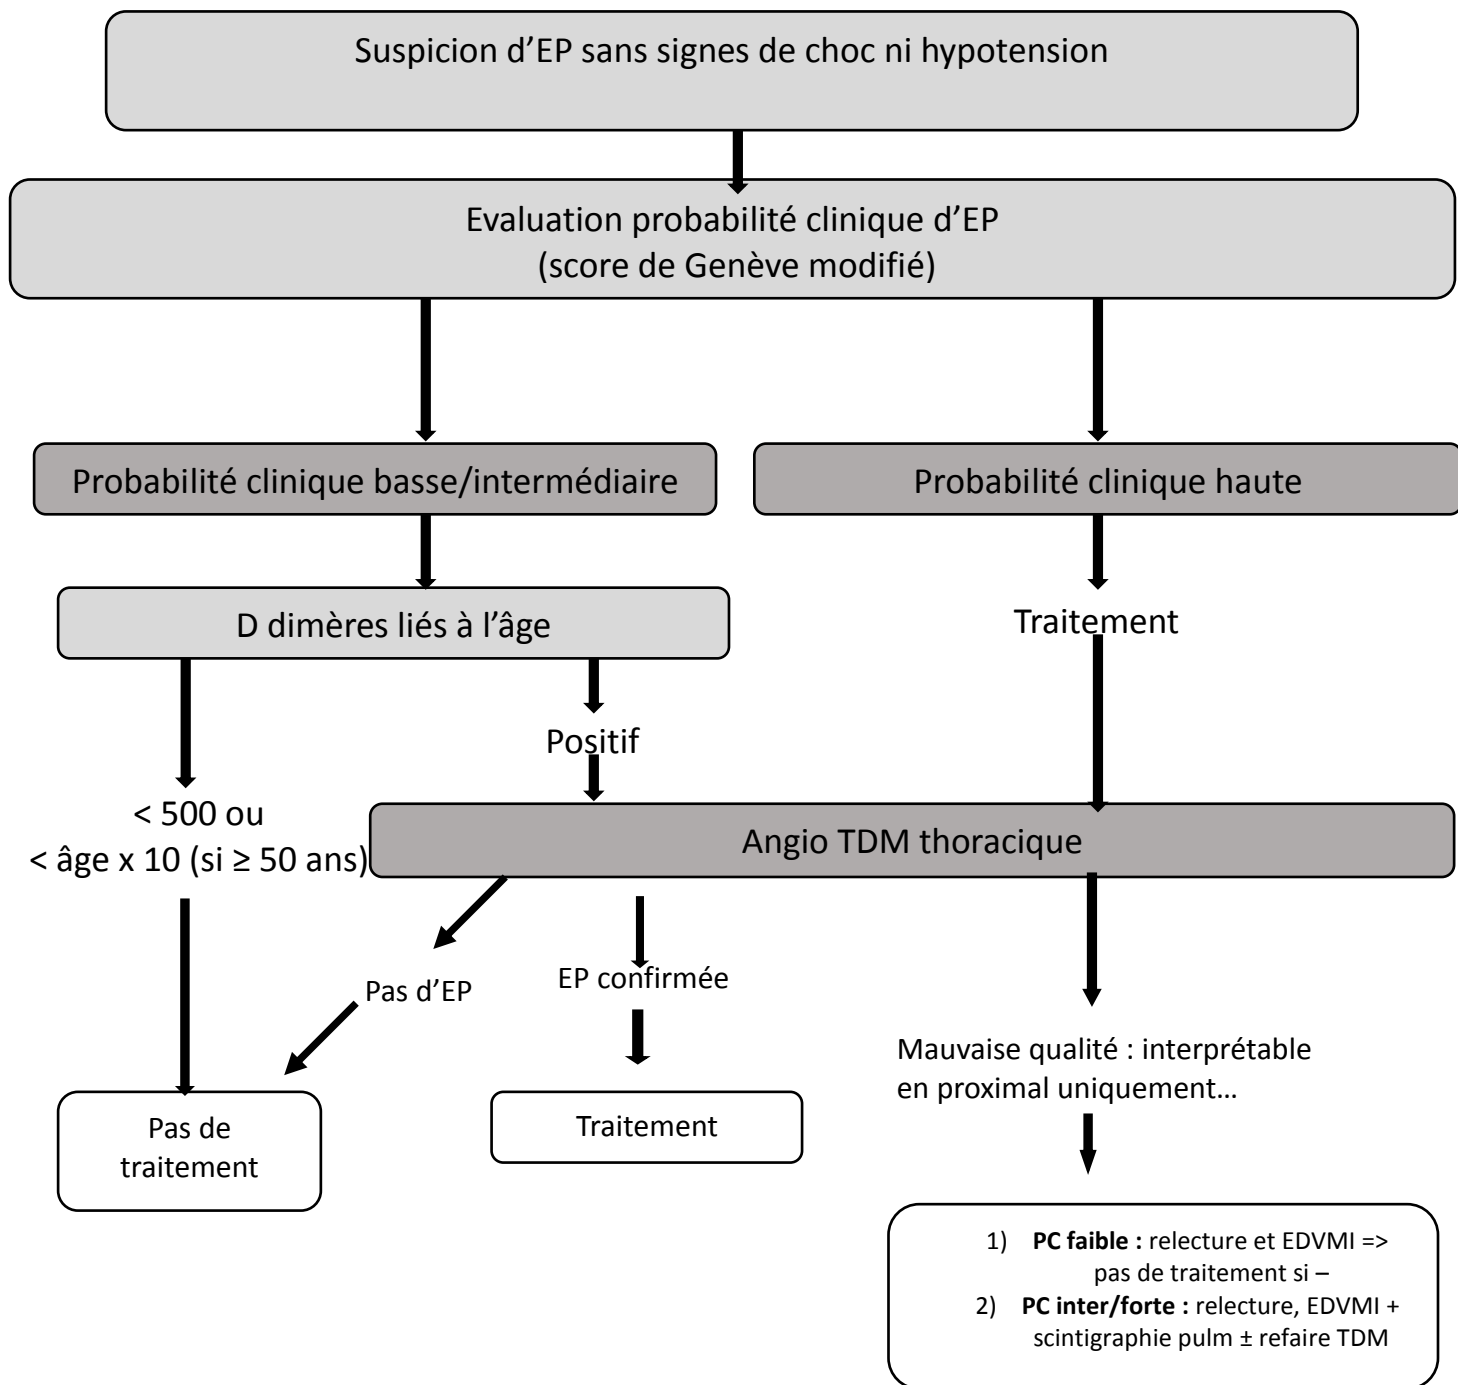 Suspicion d’EP sans signes de choc ni hypotension
Evaluation probabilité clinique d’EP
(score de Genève modifié)
Probabilité clinique basse/intermédiaire
Probabilité clinique haute
D dimères liés à l’âge
Traitement
Positif
< 500 ou
< âge x 10 (si ≥ 50 ans)
Angio TDM thoracique
Pas d’EP
EP confirmée
Mauvaise qualité : interprétable
en proximal uniquement…
Pas de
traitement
Traitement
1) PC faible : relecture et EDVMI =>
pas de traitement si –
2) PC inter/forte : relecture, EDVMI +
scintigraphie pulm ± refaire TDM